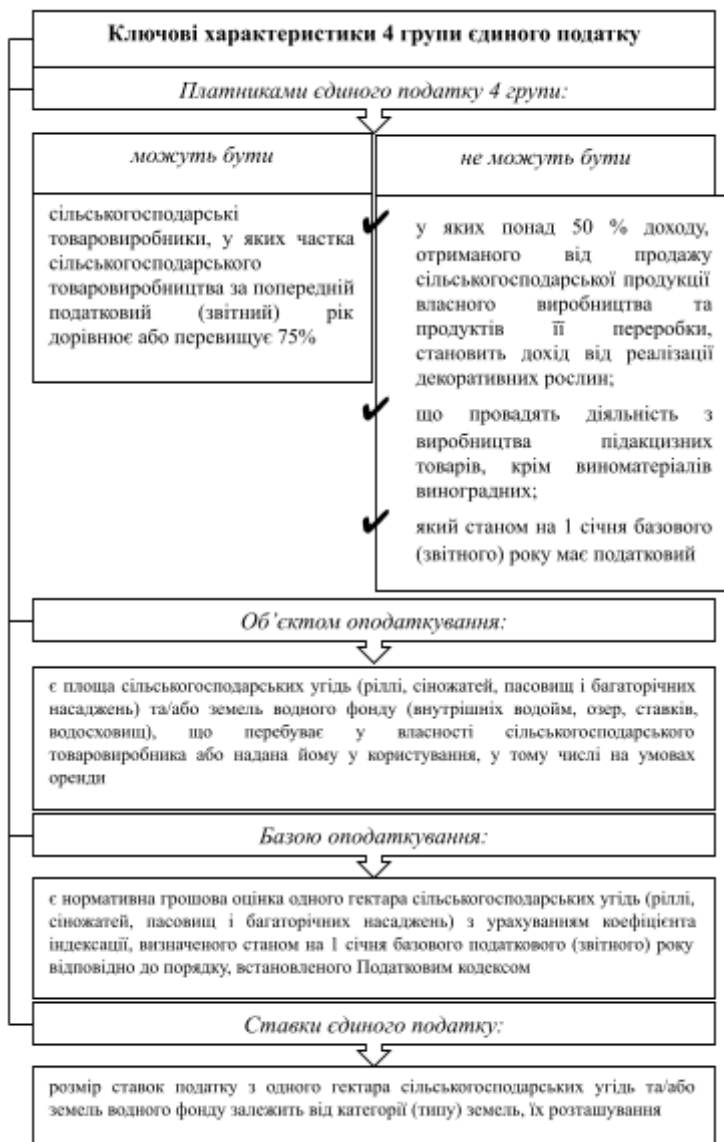 Ключові характеристики 4 групи єдиного податку
Платниками єдиного податку 4 групи:
можуть бути
сільськогосподарські
товаровиробники, у яких частка
сільськогосподарського
товаровиробництва за попередній
податковий (звітний) рік
дорівнює або перевищує 75%
не можуть бути
у яких понад 50 % доходу,
отриманого від продажу
сільськогосподарської продукції
власного виробництва та
продуктів її переробки,
становить дохід від реалізації
декоративних рослин;
що провадять діяльність з
виробництва підакцизних
товарів, крім виноматеріалів
виноградних;
який станом на 1 січня базового
(звітного) року має податковий
Об’єктом оподаткування:
є площа сільськогосподарських угідь (ріллі, сіножатей, пасовищ і багаторічних
насаджень) та/або земель водного фонду (внутрішніх водойм, озер, ставків,
водосховищ), що перебуває у власності сільськогосподарського
товаровиробника або надана йому у користування, у тому числі на умовах
оренди
Базою оподаткування:
є нормативна грошова оцінка одного гектара сільськогосподарських угідь (ріллі,
сіножатей, пасовищ і багаторічних насаджень) з урахуванням коефіцієнта
індексації, визначеного станом на 1 січня базового податкового (звітного) року
відповідно до порядку, встановленого Податковим кодексом
Ставки єдиного податку:
розмір ставок податку з одного гектара сільськогосподарських угідь та/або
земель водного фонду залежить від категорії (типу) земель, їх розташування